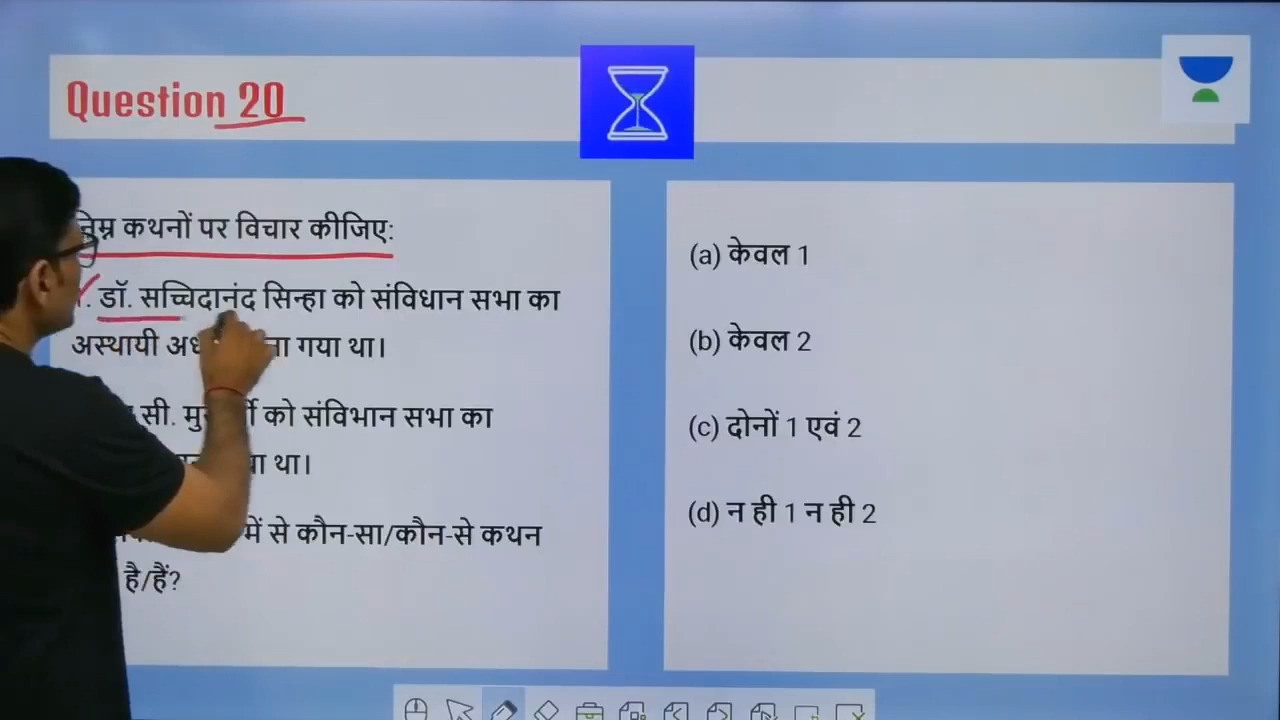 Question 20
निम्न कथनों पर विचार कीजिए:
डॉ. सच्चिदानंद सिन्हा को संविधान सभा का
अस्थायी गया था।
सी. को संविभान सभा का
था।
में से कौन-सा/कौन-से कथन
है/हैं?
(a) केवल 1
(b) केवल 2
(c) दोनों 1 एवं 2
(d) न ही 1 न ही 2